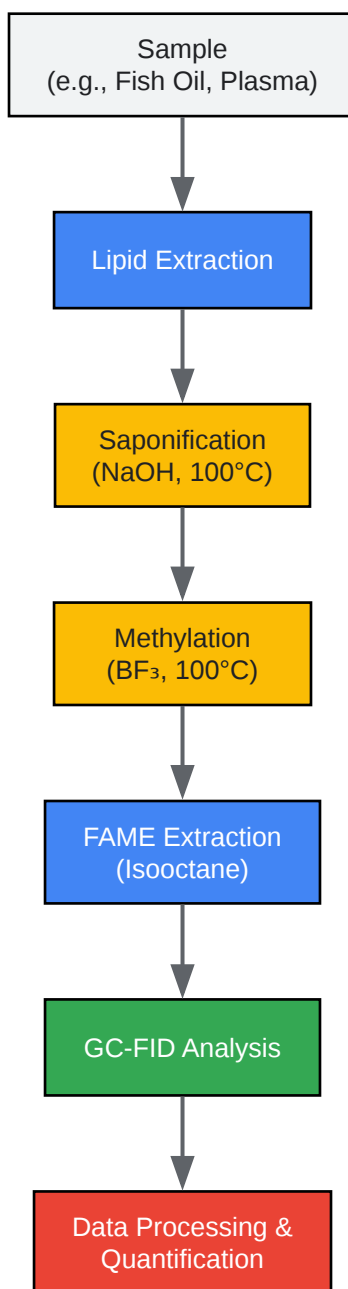 Sample
(e.g., Fish Oil, Plasma)
Lipid Extraction
Saponification
(NaOH, 100°C)
Methylation
(BF₃, 100°C)
FAME Extraction
(Isooctane)
GC-FID Analysis
Data Processing &
Quantification